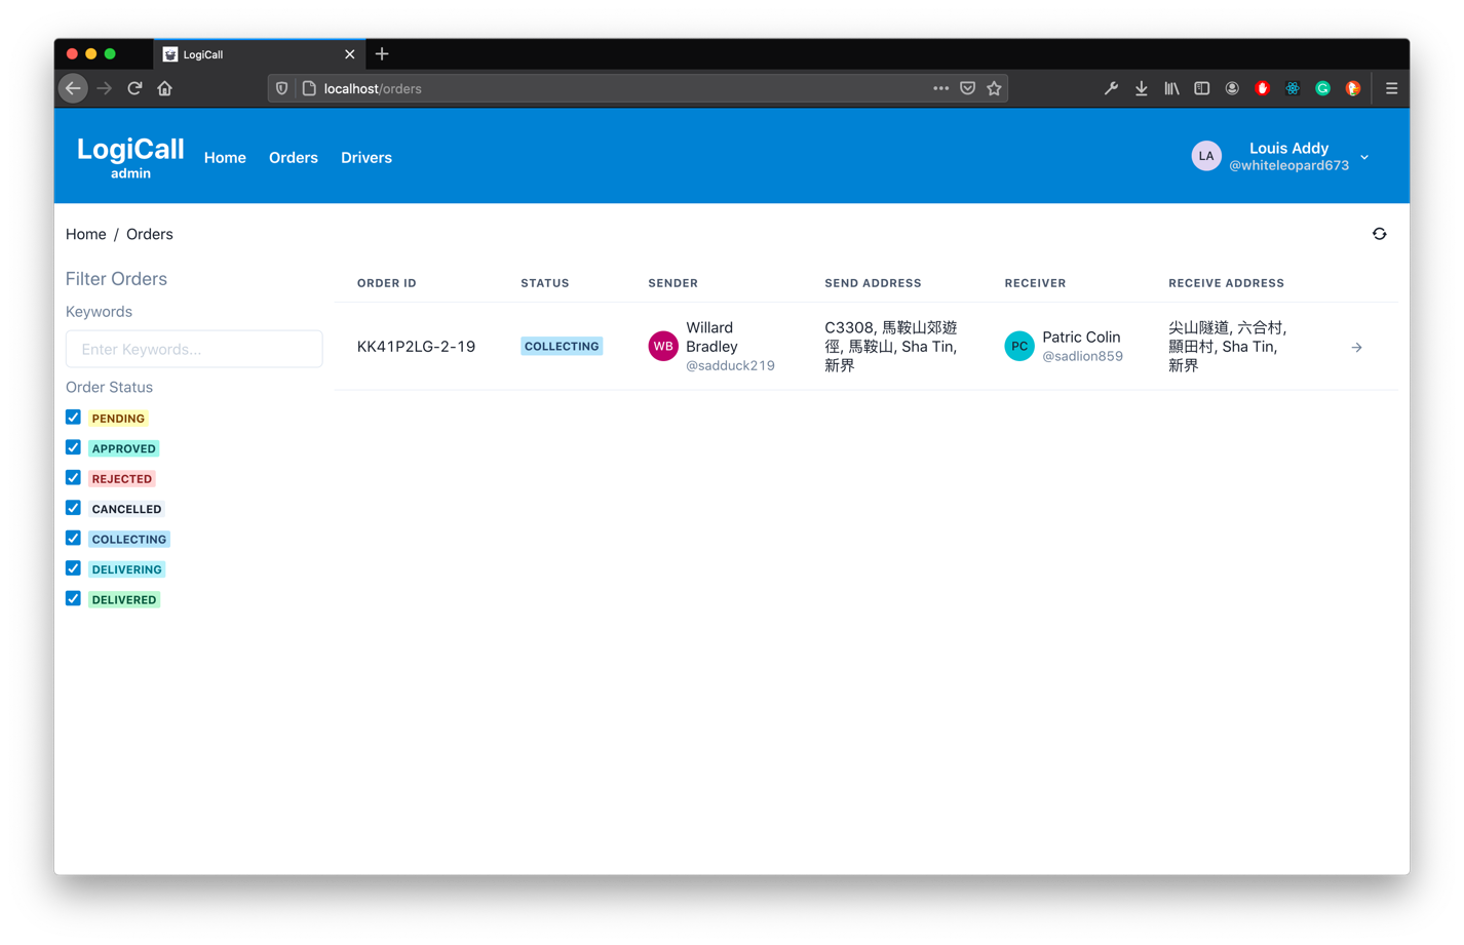 LogiCall
localhost/orders
LogiCall
admin
Home
Orders
Drivers
LA
Louis Addy
@whiteleopard673
Home / Orders
Filter Orders
Keywords
Enter Keywords...
Order Status
PENDING
APPROVED
REJECTED
CANCELLED
COLLECTING
DELIVERING
DELIVERED
ORDER ID
STATUS
SENDER
SEND ADDRESS
RECEIVER
RECEIVE ADDRESS
KK41P2LG-2-19
COLLECTING
WB
Willard
Bradley
@sadduck219
C3308, 馬鞍山郊遊
徑, 馬鞍山, Sha Tin,
新界
PC
Patric Colin
@sadlion859
尖山隧道, 六合村,
顯田村, Sha Tin,
新界